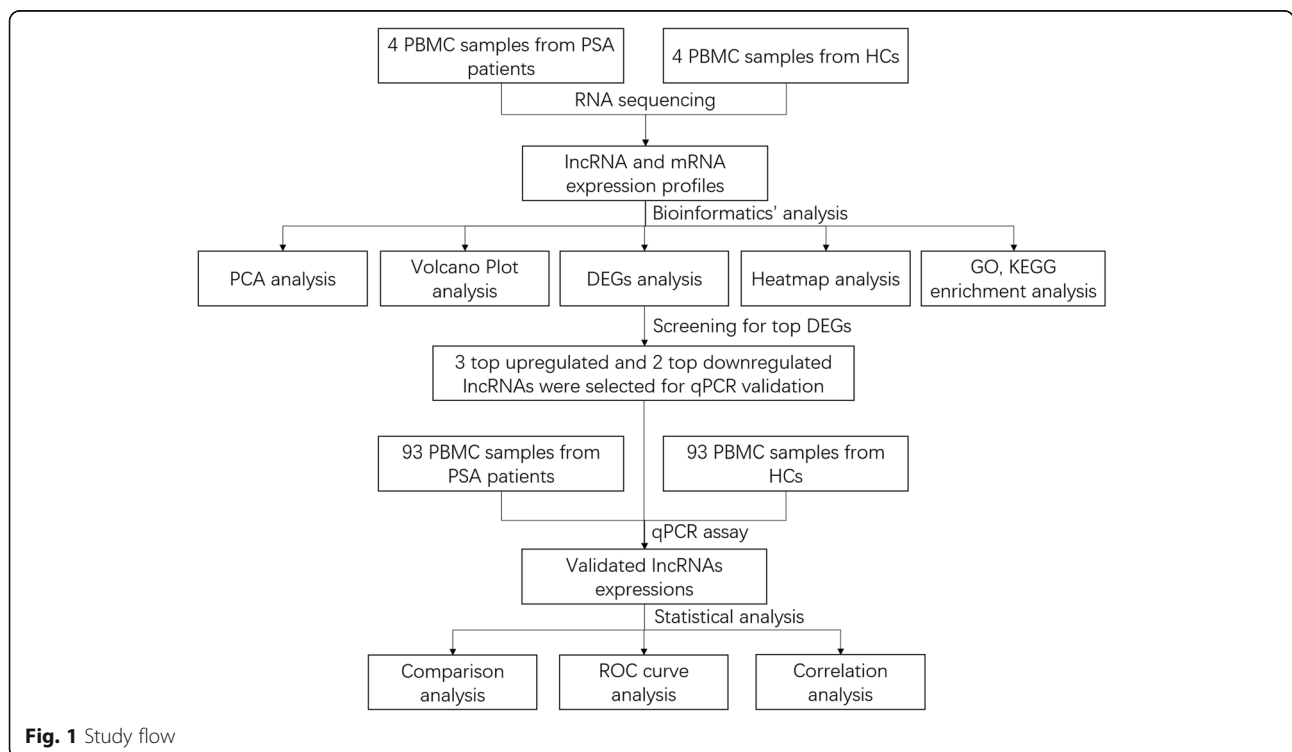 4 PBMC samples from PSA
patients
4 PBMC samples from HCs
RNA sequencing
lncRNA and mRNA
expression profiles
Bioinformatics’ analysis
PCA analysis
Volcano Plot
analysis
DEGs analysis
Heatmap analysis
GO, KEGG
enrichment analysis
Screening for top DEGs
3 top upregulated and 2 top downregulated
lncRNAs were selected for qPCR validation
93 PBMC samples from
PSA patients
93 PBMC samples from
HCs
qPCR assay
Validated lncRNAs
expressions
Statistical analysis
Comparison
analysis
ROC curve
analysis
Correlation
analysis
Fig. 1 Study flow